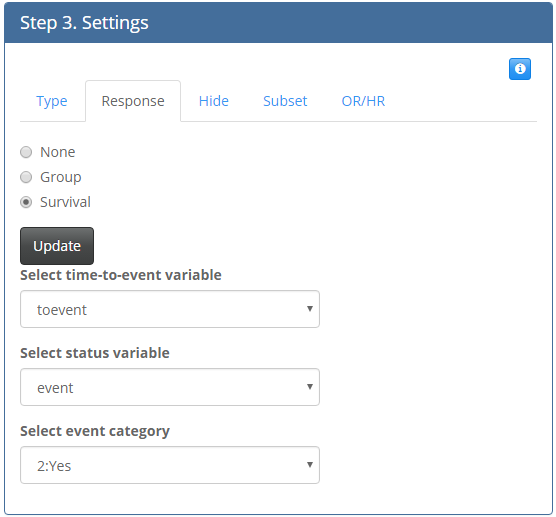 Step 3. Settings
Type Response Hide Subset OR/HR
None
Group
Survival
Update
Select time-to-event variable
toevent
Select status variable
event
Select event category
2:Yes